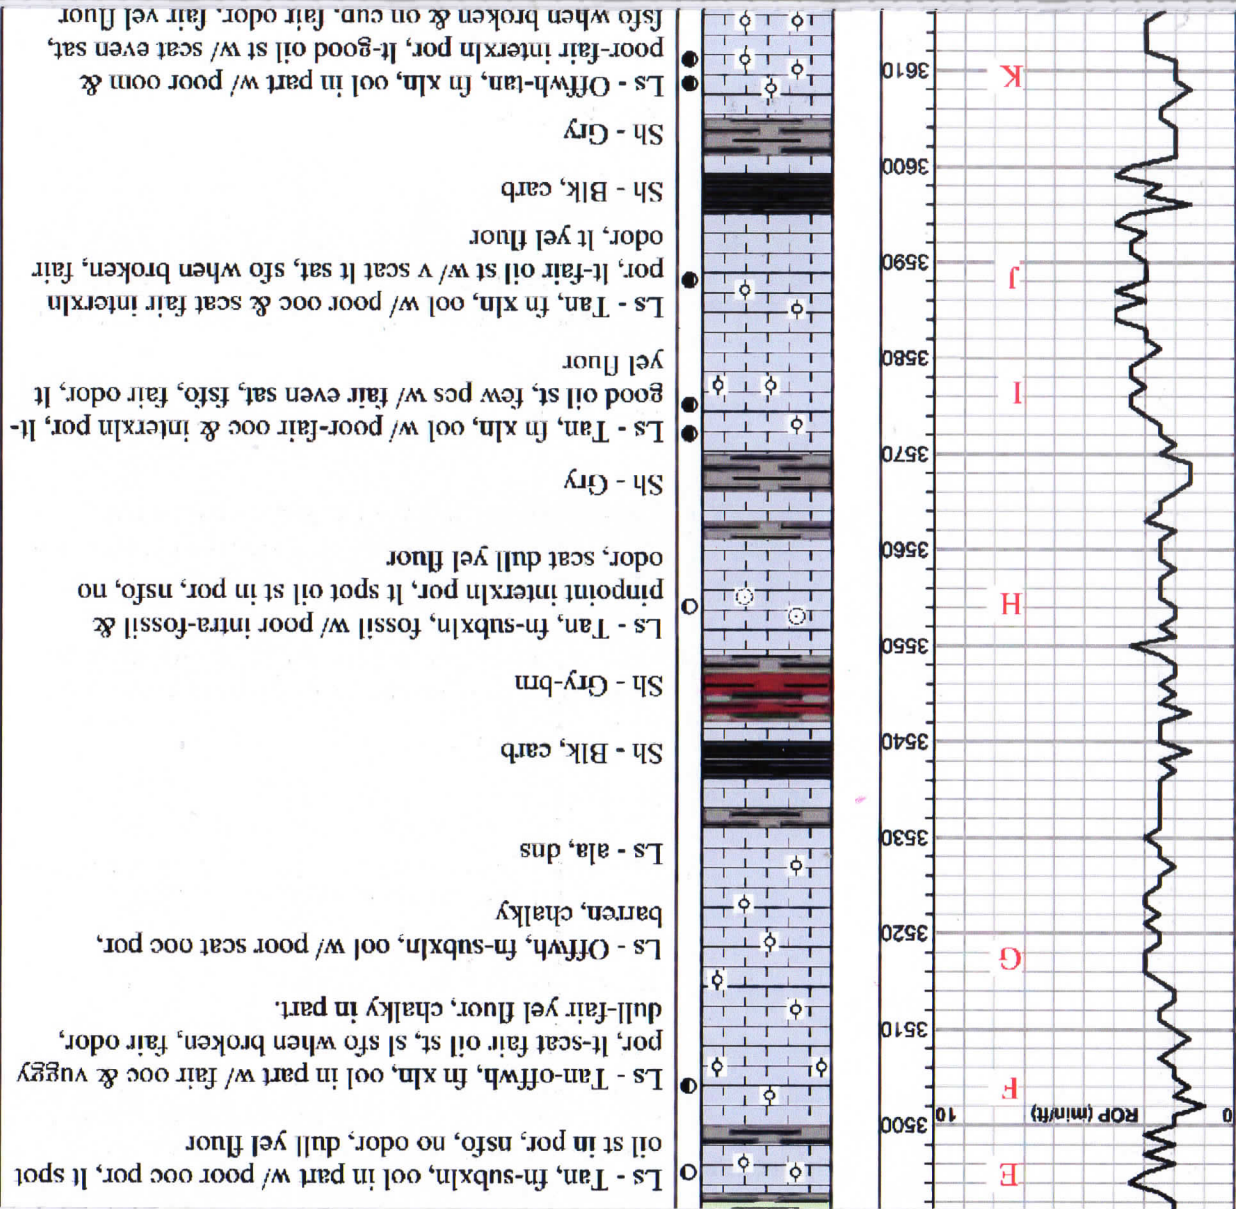 E
Ls - Tan, fn-subxln, ool in part w/ poor ooc por, lt spot
oil st in por, nsfo, no odor, dull yel fluor
0
ROP (min/ft)
10
3500
F
Ls - Tan-offwh, fn xln, ool in part w/ fair ooc & vuggy
por, lt-scat fair oil st, sl sfo when broken, fair odor,
dull-fair yel fluor, chalky in part.
3510
G
3520
Ls - Offwh, fn-subxln, ool w/ poor scat ooc por,
barren, chalky
Ls - ala, dns
3530
3540
Sh - Blk, carb
Sh - Gry-brn
3550
H
Ls - Tan, fn-subxln, fossil w/ poor intra-fossil &
pinpoint interxln por, lt spot oil st in por, nsfo, no
odor, scat dull yel fluor
3560
Sh - Gry
3570
I
Ls - Tan, fn xln, ool w/ poor-fair ooc & interxln por, lt-
good oil st, few pcs w/ fair even sat, fsfo, fair odor, lt
yel fluor
3580
J
3590
Ls - Tan, fn xln, ool w/ poor ooc & scat fair interxln
por, lt-fair oil st w/ v scat lt sat, sfo when broken, fair
odor, lt yel fluor
Sh - Blk, carb
3600
Sh - Gry
K
3610
Ls - Offwh-tan, fn xln, ool in part w/ poor oom &
poor-fair interxln por, lt-good oil st w/ scat even sat,
fsfo when broken & on cup, fair odor, fair yel fluor